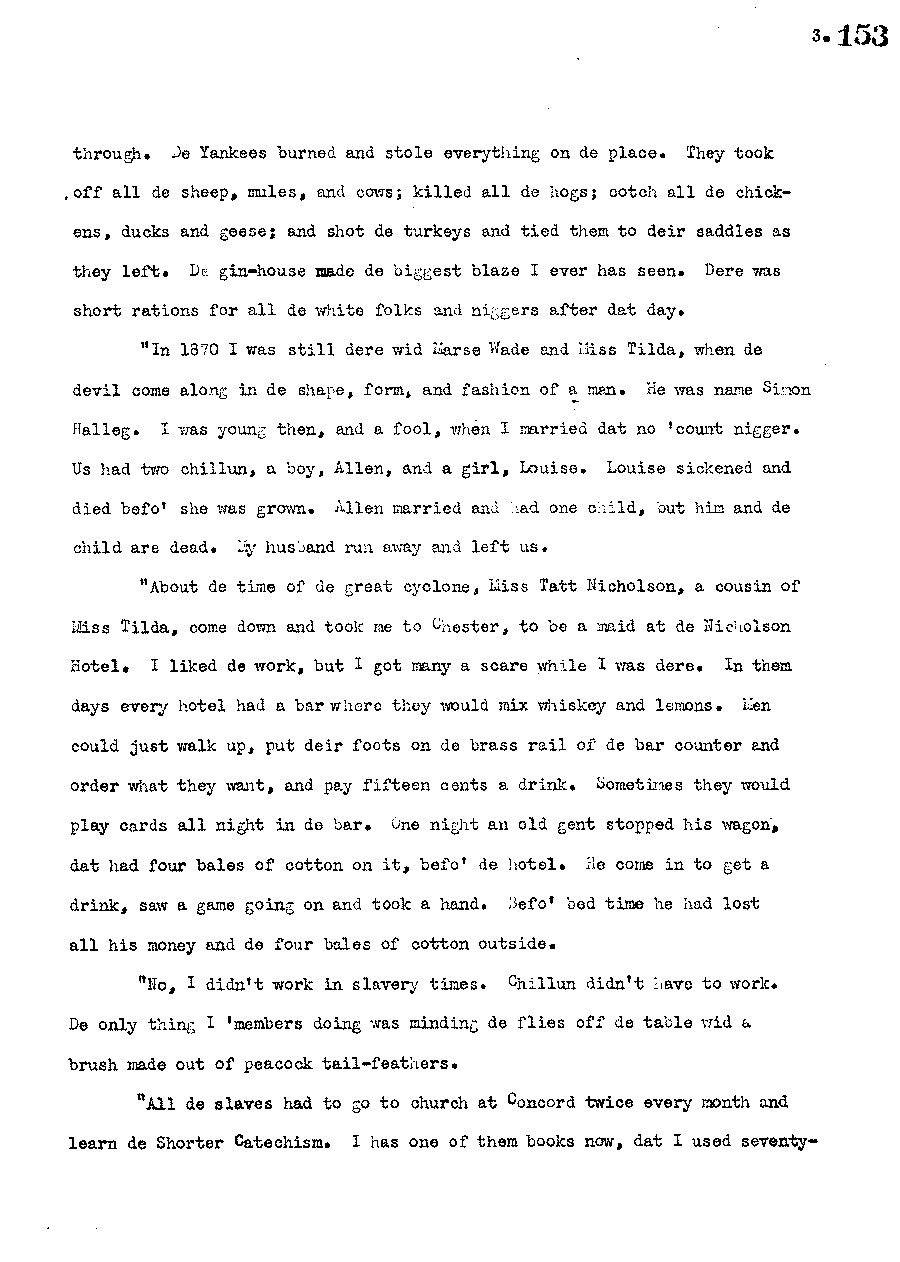 3. 153
through. De Yankees burned and stole everything on de place. They took
off all de sheep, mules, and cows; killed all de hogs; cotch all de chick-
ens, ducks and geese; and shot de turkeys and tied them to deir saddles as
they left. De gin-house made de biggest blaze I ever has seen. Dere was
short rations for all de white folks and niggers after dat day.
"In 1870 I was still dere wid Marse Wade and Miss Tilda, when de
devil come along in de shape, form, and fashion of a man. He was name Simon
Halleg. I was young then, and a fool, when I married dat no 'count nigger.
Us had two chillun, a boy, Allen, and a girl, Louise. Louise sickened and
died befo' she was grown. Allen married and had one child, but him and de
child are dead. My husband run away and left us.
"About de time of de great cyclone, Miss Tatt Nicholson, a cousin of
Miss Tilda, come down and took me to Chester, to be a maid at de Nicholson
Hotel. I liked de work, but I got many a scare while I was dere. In them
days every hotel had a bar where they would mix whiskey and lemons. Men
could just walk up, put deir foots on de brass rail of de bar counter and
order what they want, and pay fifteen cents a drink. Sometimes they would
play cards all night in de bar. One night an old gent stopped his wagon,
dat had four bales of cotton on it, befo' de hotel. He come in to get a
drink, saw a game going on and took a hand. Befo' bed time he had lost
all his money and de four bales of cotton outside.
"No, I didn't work in slavery times. Chillun didn't have to work.
De only thing I 'members doing was minding de flies off de table wid a
brush made out of peacock tail-feathers.
"All de slaves had to go to church at Concord twice every month and
learn de Shorter Catechism. I has one of them books now, dat I used seventy-